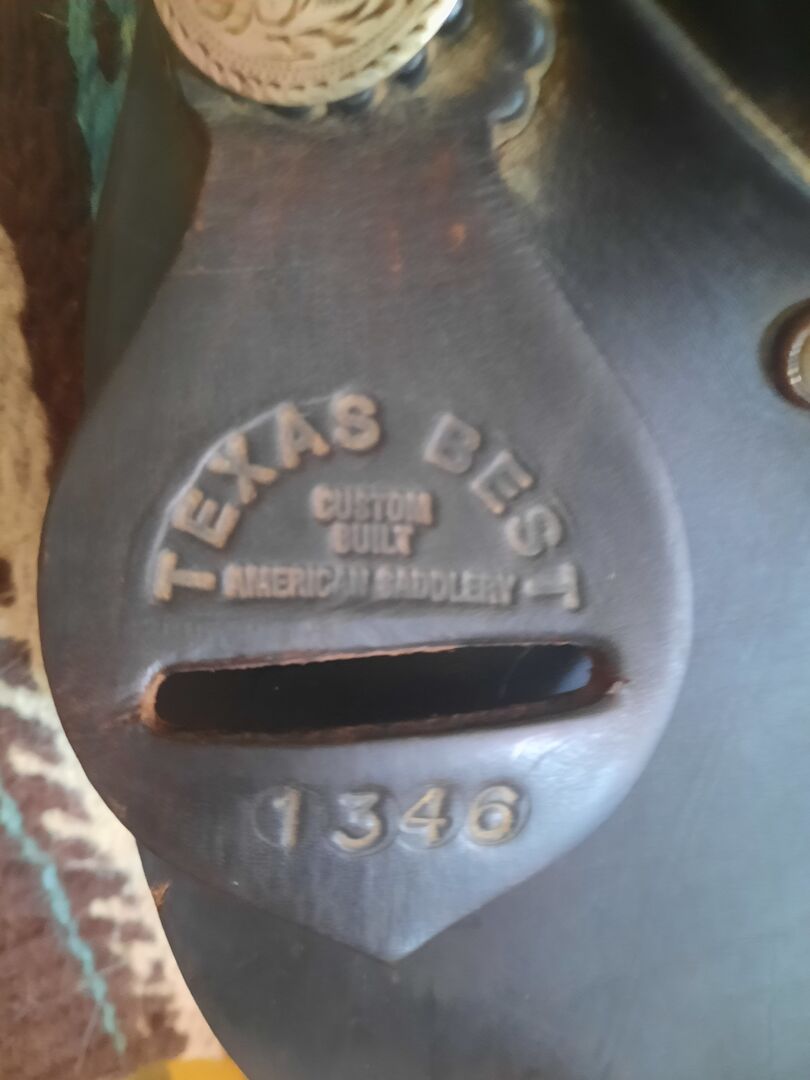 TEXAS BEST
CUSTOM
BUILT
AMERICAN SADDLERY
1346